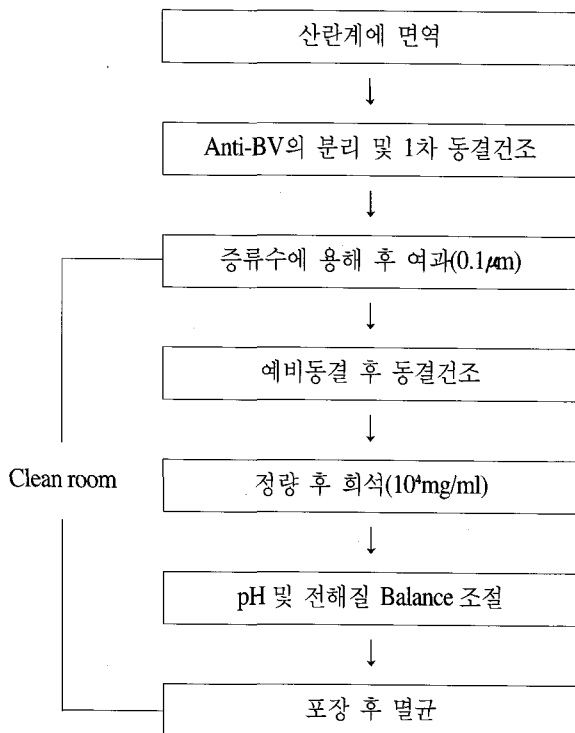 산란계에 면역
↓
Anti-BV의 분리 및 1차 동결건조
↓
증류수에 용해 후 여과(0.1㎛)
↓
예비동결 후 동결건조
↓
Clean room
정량 후 희석(10⁴mg/ml)
↓
pH 및 전해질 Balance 조절
↓
포장 후 멸균